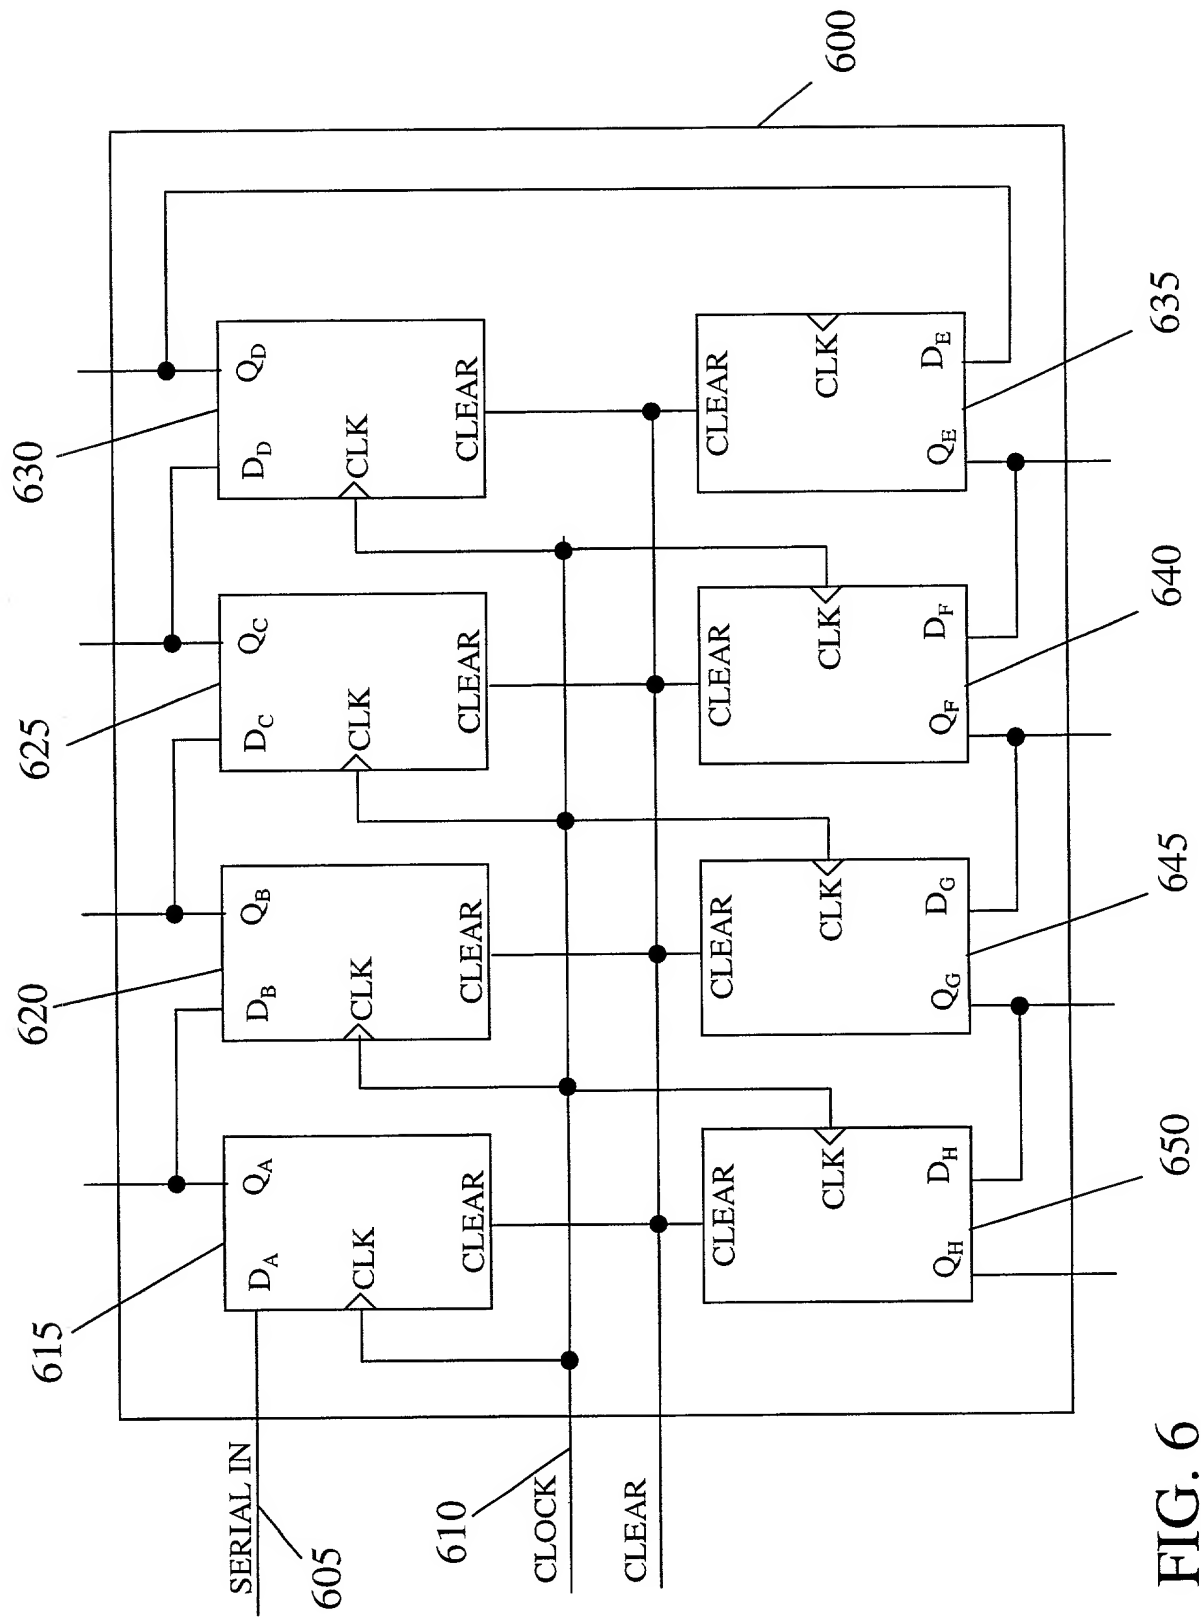 600
630
625
620
615
D_A
Q_A
CLK
CLEAR
D_B
Q_B
CLK
CLEAR
D_C
Q_C
CLK
CLEAR
D_D
Q_D
CLK
CLEAR
SERIAL IN
605
610
CLOCK
CLEAR
CLEAR
CLK
Q_H
D_H
CLEAR
CLK
Q_G
D_G
CLEAR
CLK
Q_F
D_F
CLEAR
CLK
Q_E
D_E
650
645
640
635
FIG. 6